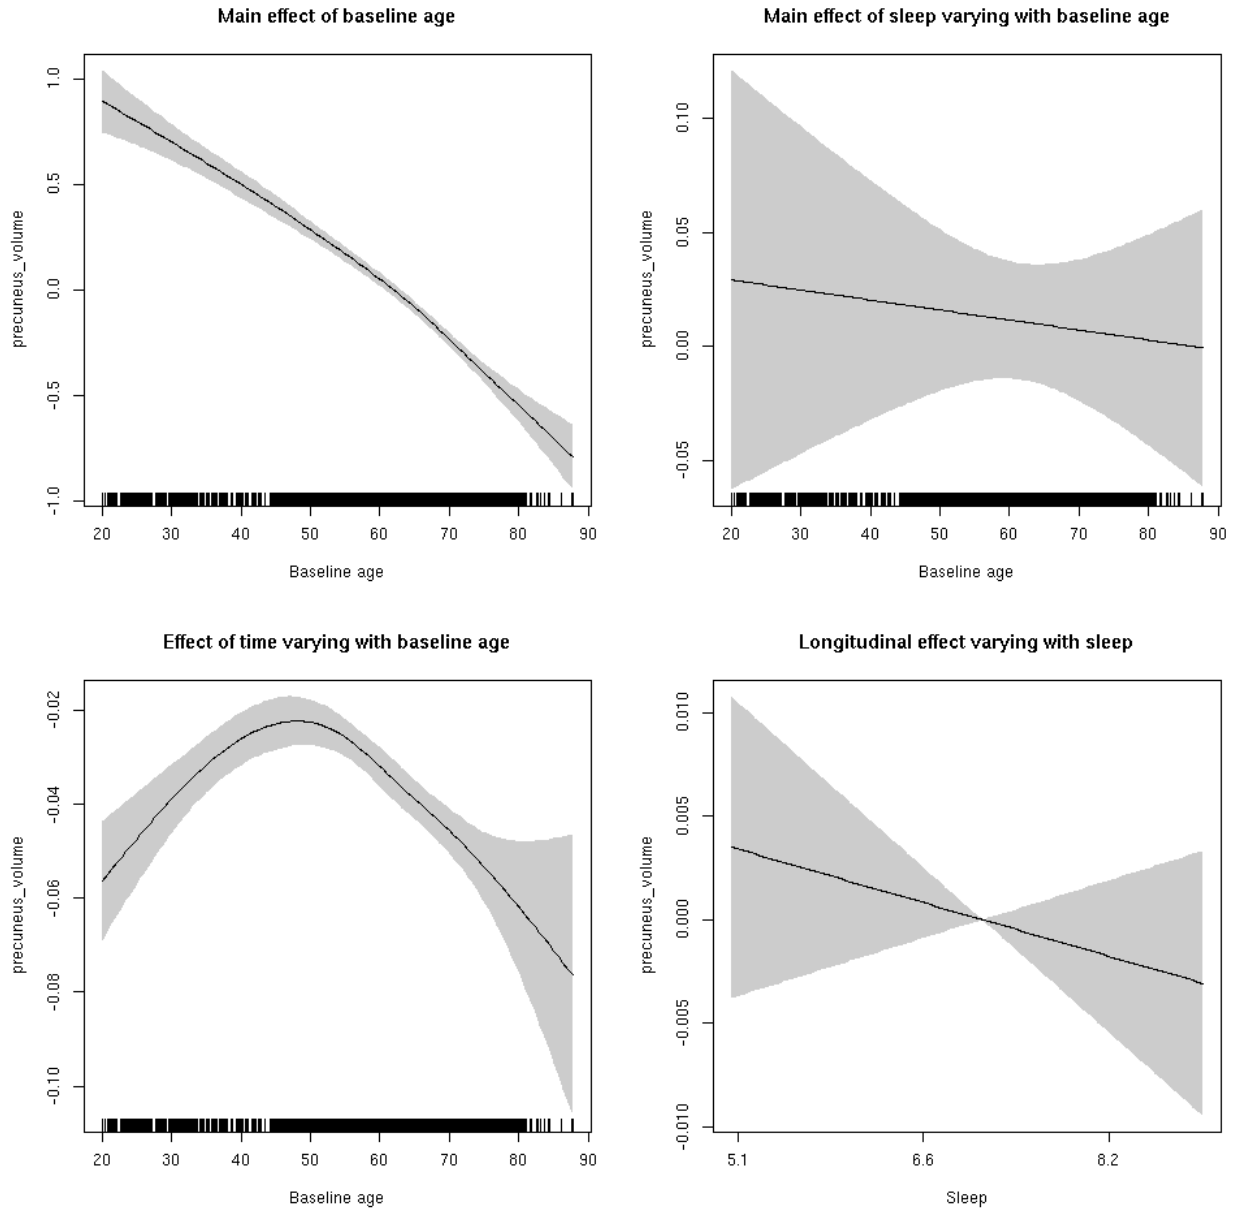 Main effect of baseline age
precuneus_volume
1.0
0.5
0.0
-0.5
-1.0
20 30 40 50 60 70 80 90
Baseline age
Main effect of sleep varying with baseline age
precuneus_volume
0.10
0.05
0.00
-0.05
20 30 40 50 60 70 80 90
Baseline age
Effect of time varying with baseline age
precuneus_volume
-0.02
-0.04
-0.06
-0.08
-0.10
20 30 40 50 60 70 80 90
Baseline age
Longitudinal effect varying with sleep
precuneus_volume
0.010
0.005
0.000
-0.005
-0.010
5.1 6.6 8.2
Sleep